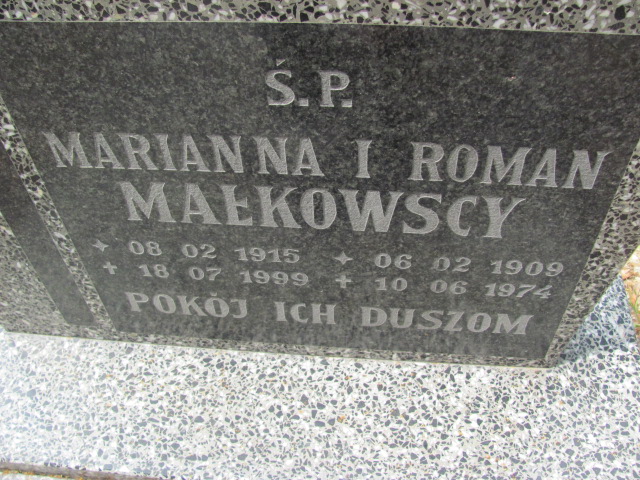 Ś.P.
MARIANNA I ROMAN
MAŁKOWSCY
✦ 08 02 1915 ✦ 06 02 1909
+ 18 07 1999 + 10 06 1974
POKÓJ ICH DUSZOM